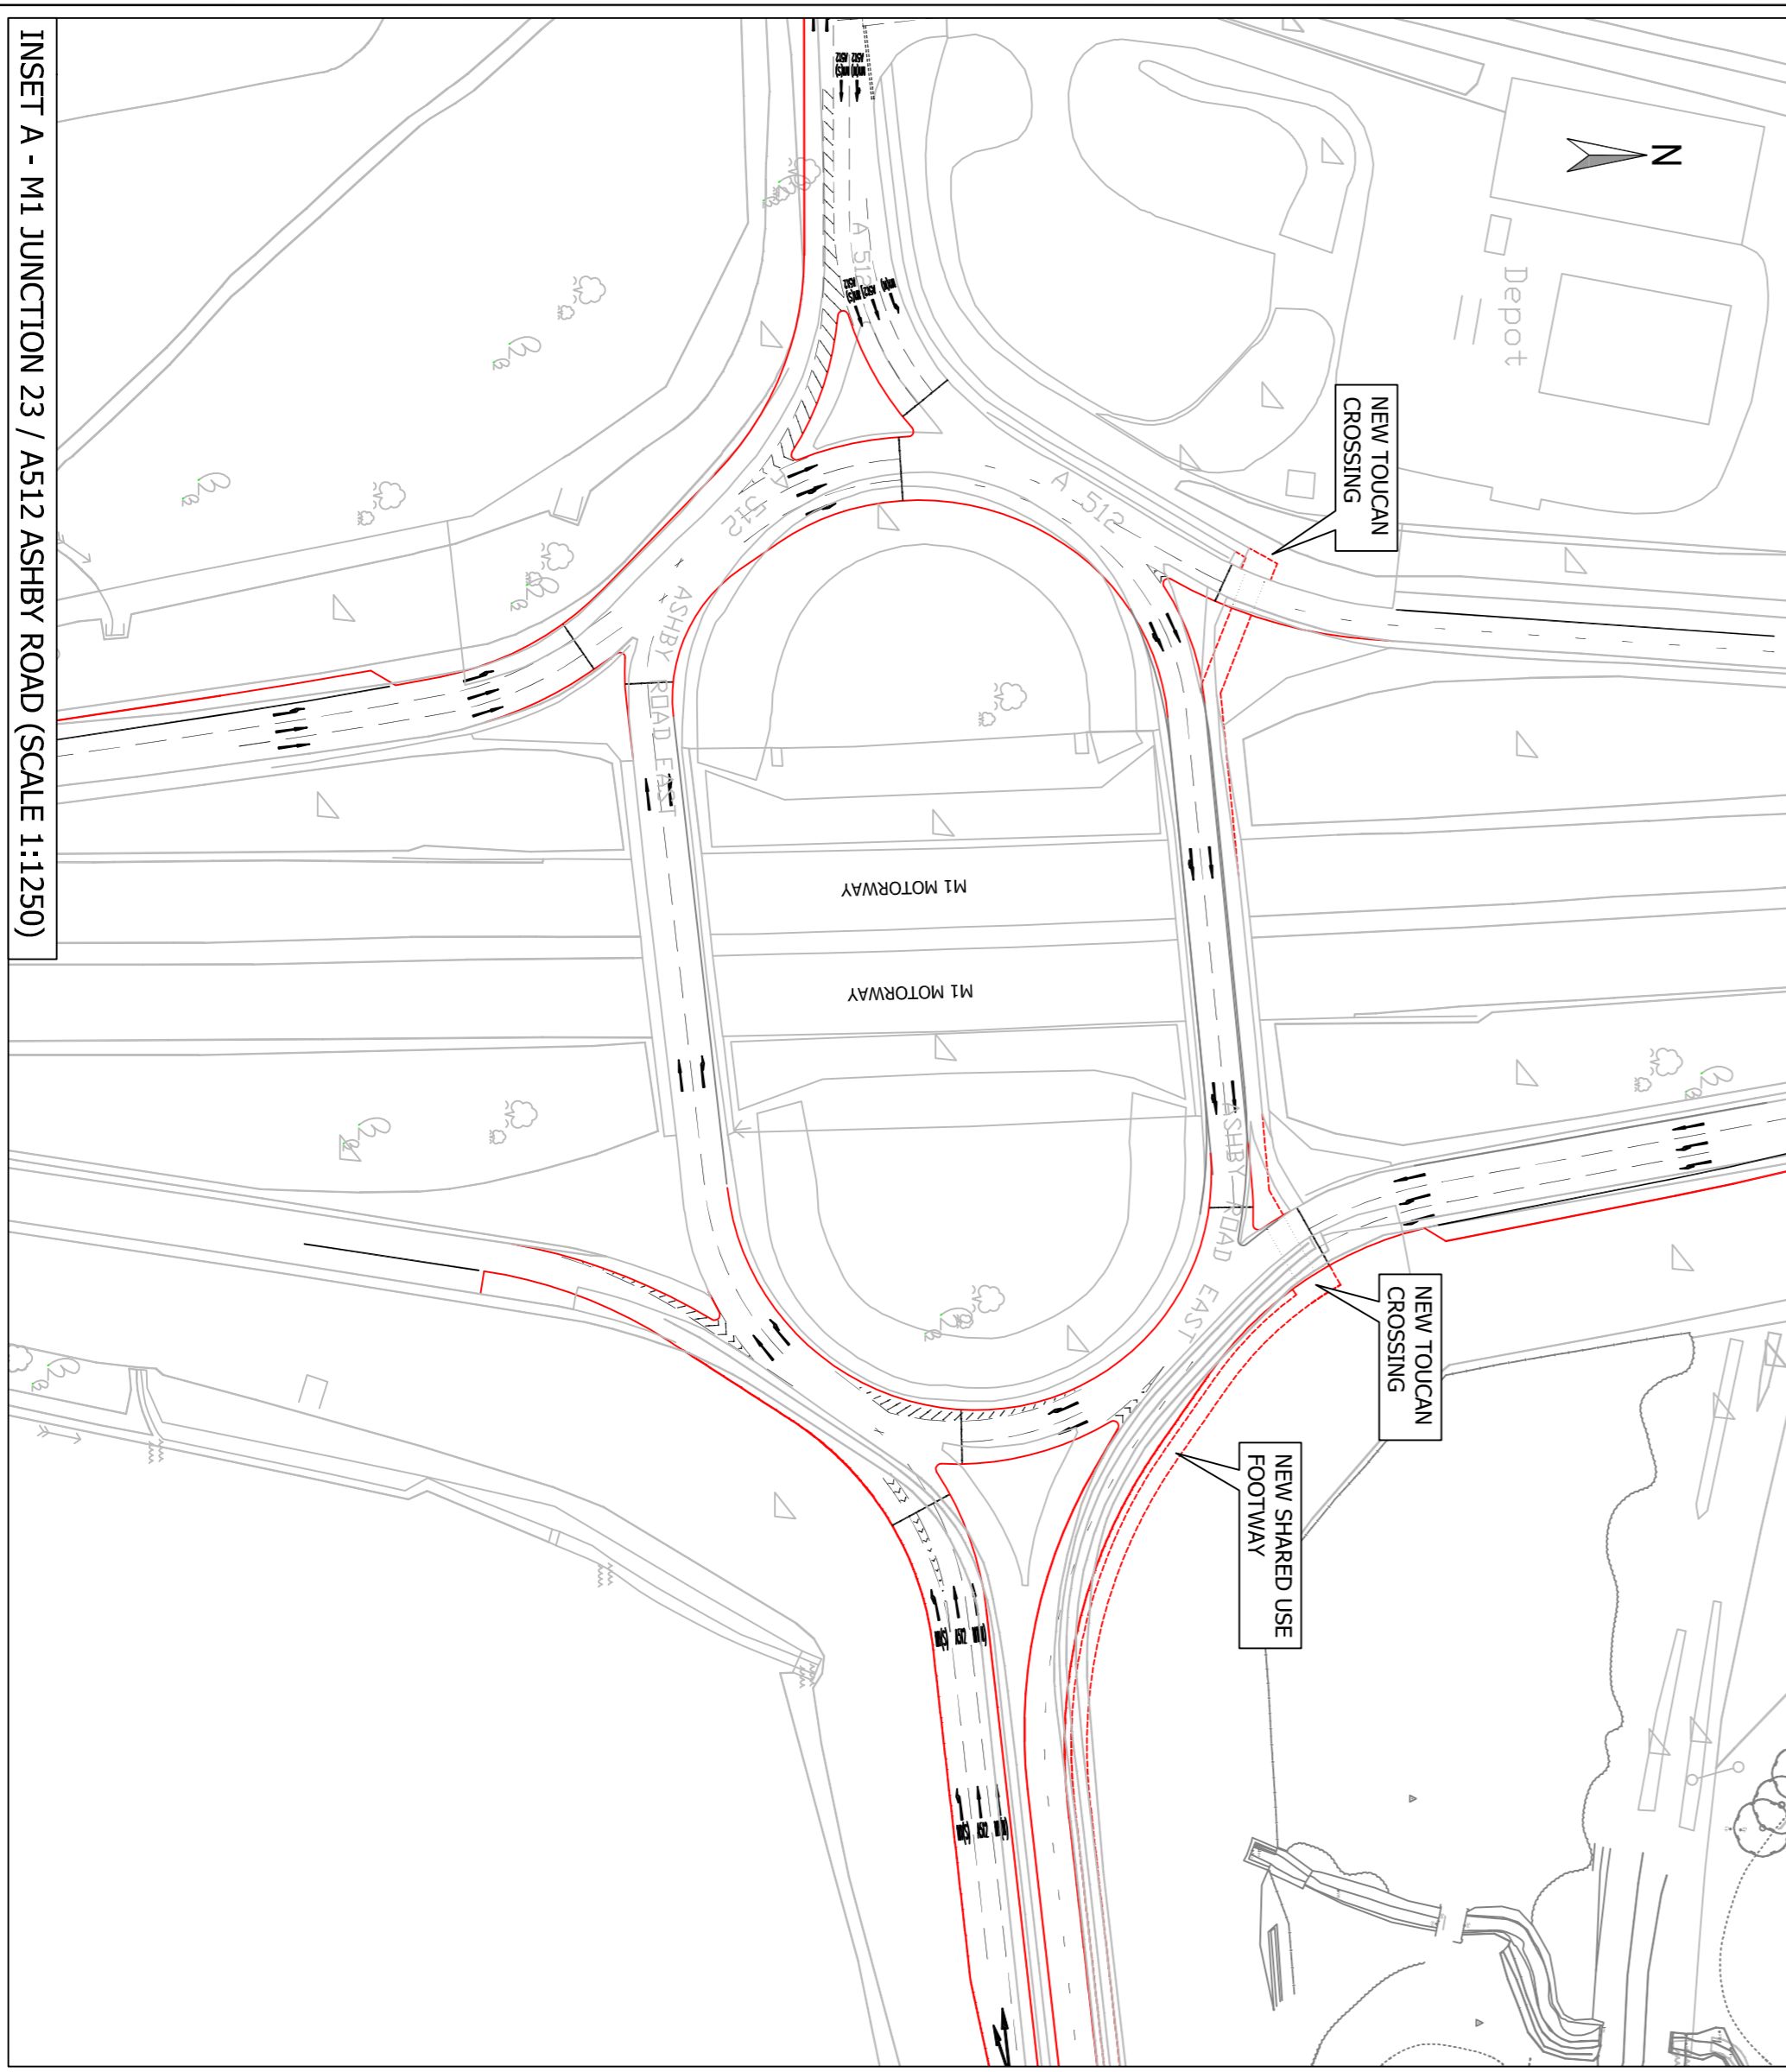 N
Depot
NEW TOUCAN
CROSSING
A 512
A 512
A 512
ASHBY ROAD EAST
M1 MOTORWAY
M1 MOTORWAY
ASHBY ROAD EAST
NEW TOUCAN
CROSSING
NEW SHARED USE
FOOTWAY
INSET A - M1 JUNCTION 23 / A512 ASHBY ROAD (SCALE 1:1250)